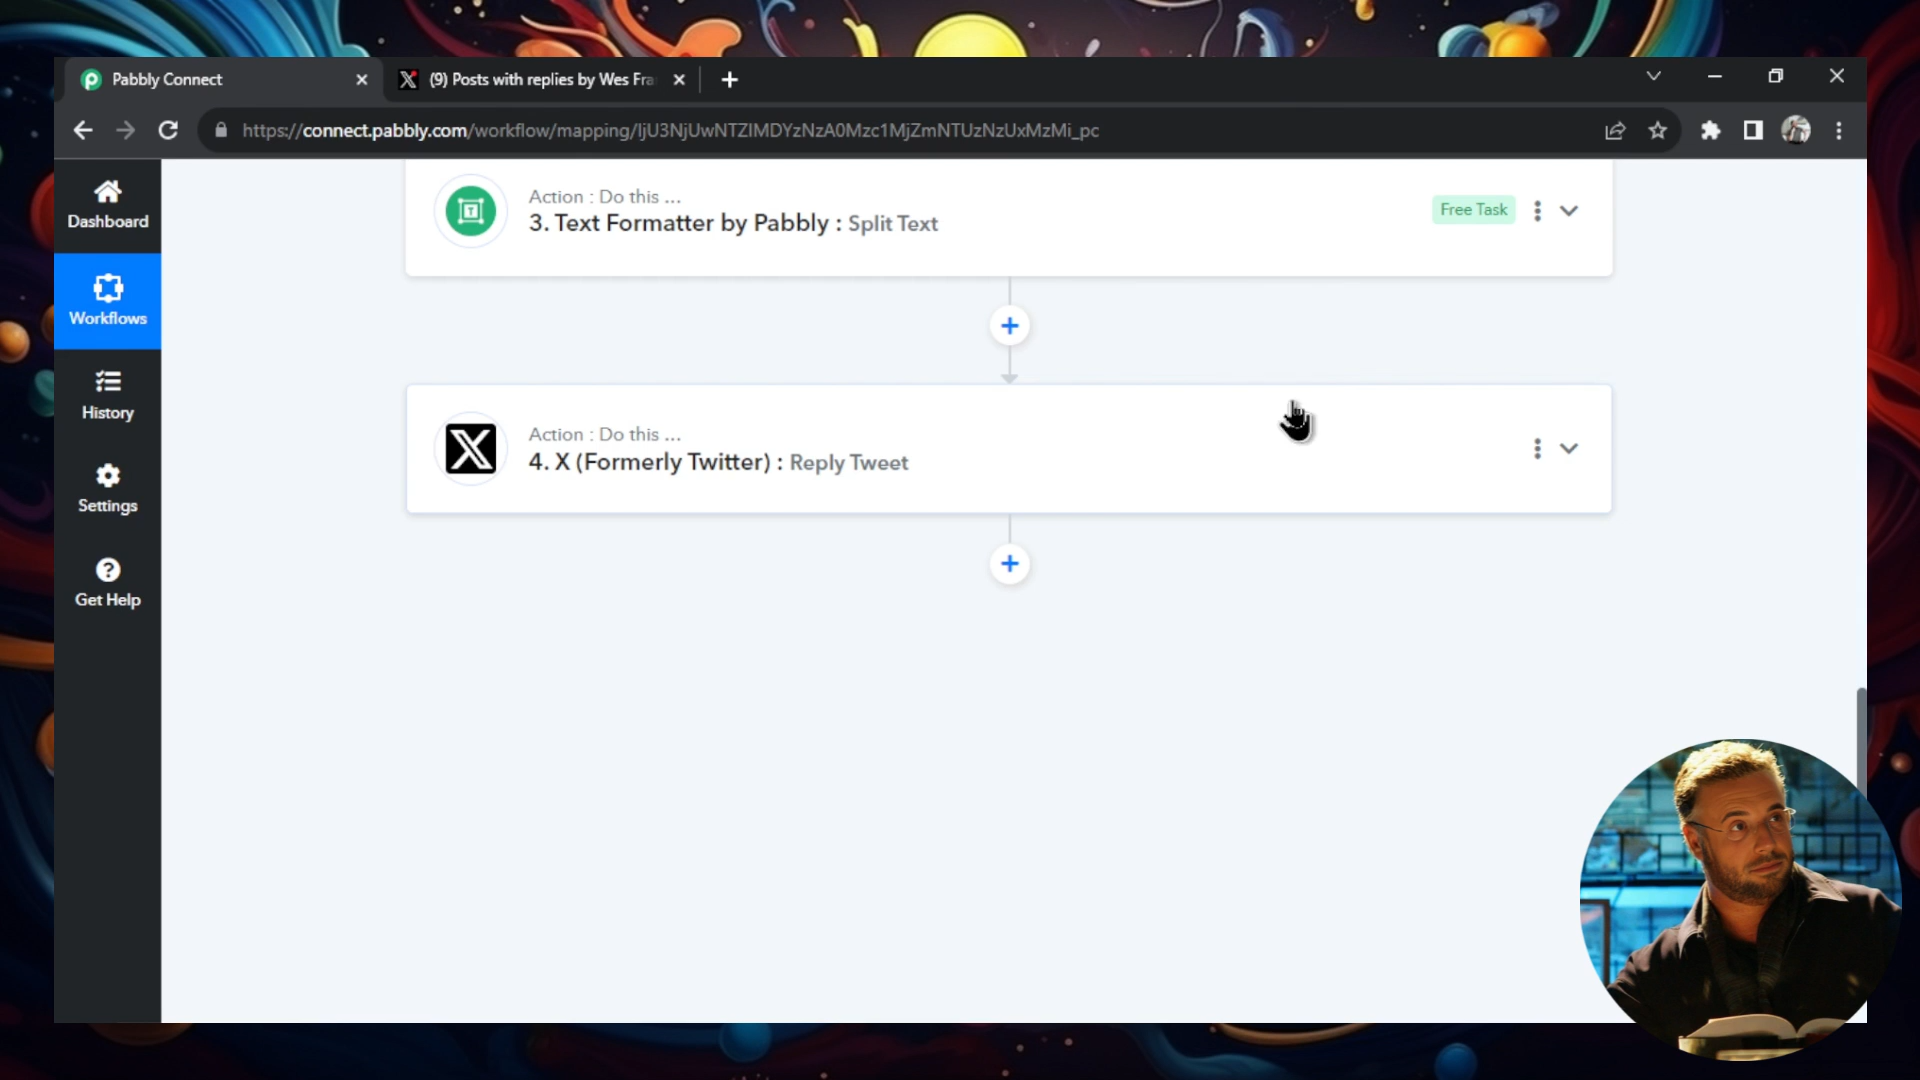 Pabbly Connect
(9) Posts with replies by Wes Fra
https://connect.pabbly.com/workflow/mapping/IjU3NjUwNTZIMDYzNzA0Mzc1MjZmNTUzNzUxMzMi_pc
Dashboard
Workflows
History
Settings
Get Help
Action : Do this ...
3. Text Formatter by Pabbly : Split Text
Free Task
Action : Do this ...
4. X (Formerly Twitter) : Reply Tweet